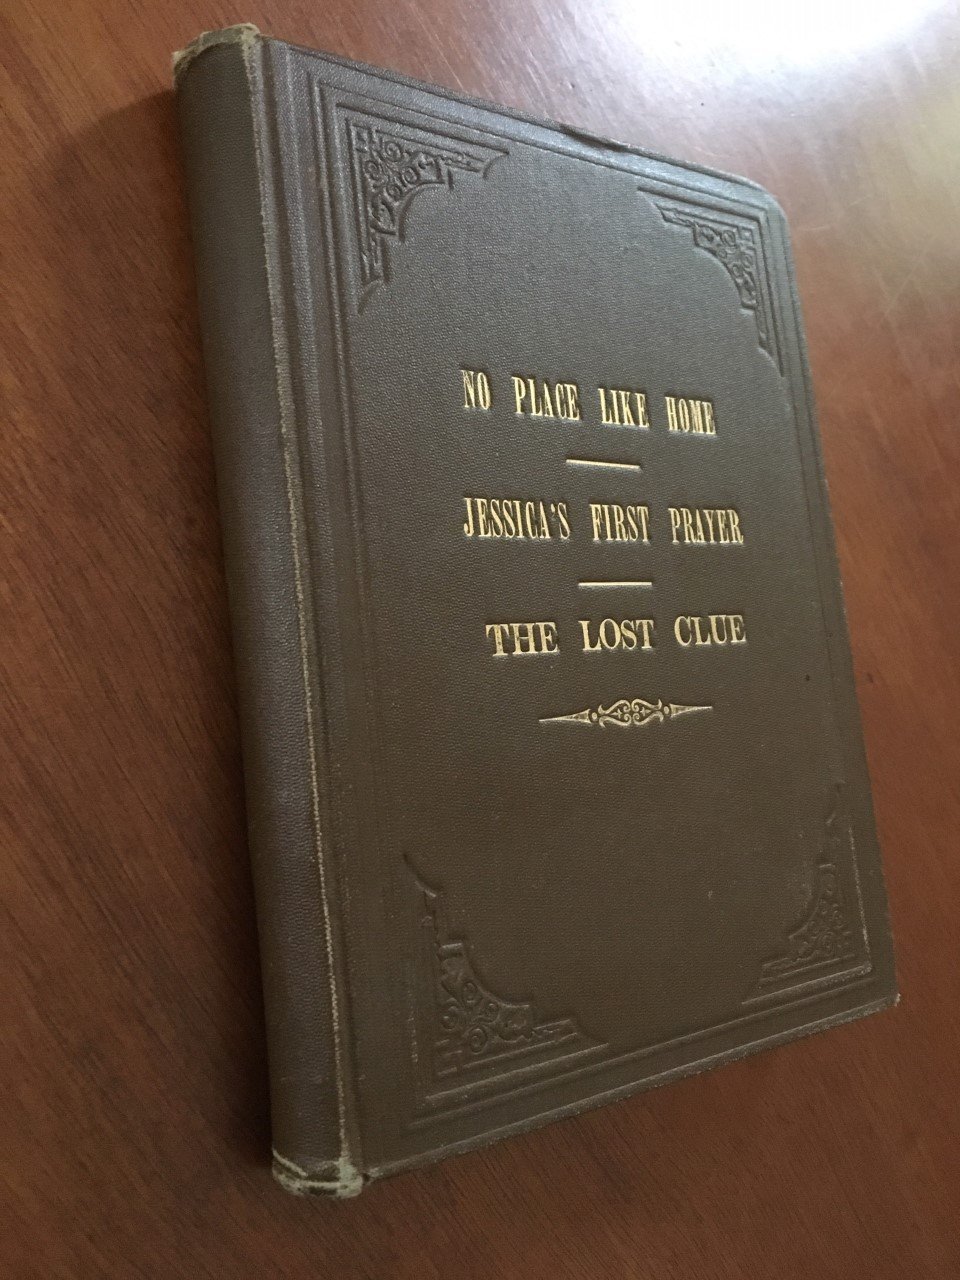 NO PLACE LIKE HOME
JESSICA'S FIRST PRAYER
THE LOST CLUE